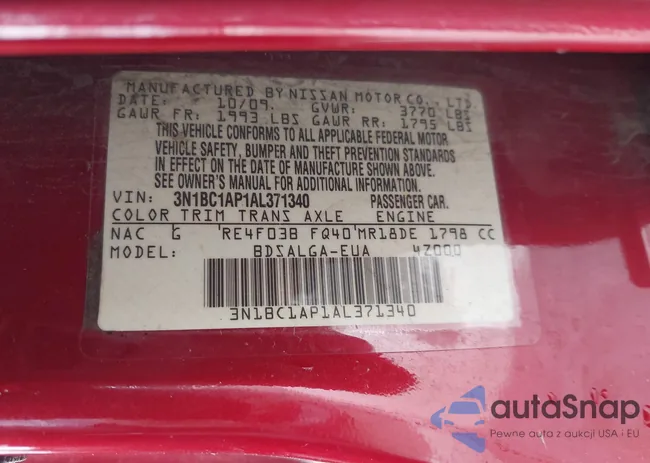 MANUFACTURED BY NISSAN MOTOR CO., LTD
DATE: 10/09. GVWR: 3770 LBS
GAWR FR: 1993 LBS GAWR RR: 1795 LBS
THIS VEHICLE CONFORMS TO ALL APPLICABLE FEDERAL MOTOR
VEHICLE SAFETY, BUMPER AND THEFT PREVENTION STANDARDS
IN EFFECT ON THE DATE OF MANUFACTURE SHOWN ABOVE.
SEE OWNER'S MANUAL FOR ADDITIONAL INFORMATION.
VIN: 3N1BC1AP1AL371340 PASSENGER CAR.
COLOR TRIM TRANS AXLE ENGINE
NAC G RE4F03B FQ40 MR18DE 1798 CC
MODEL: BDSALGA-EUA 4Z000
3N1BC1AP1AL371340
autoSnap
Pewne auta z aukcji USA i EU